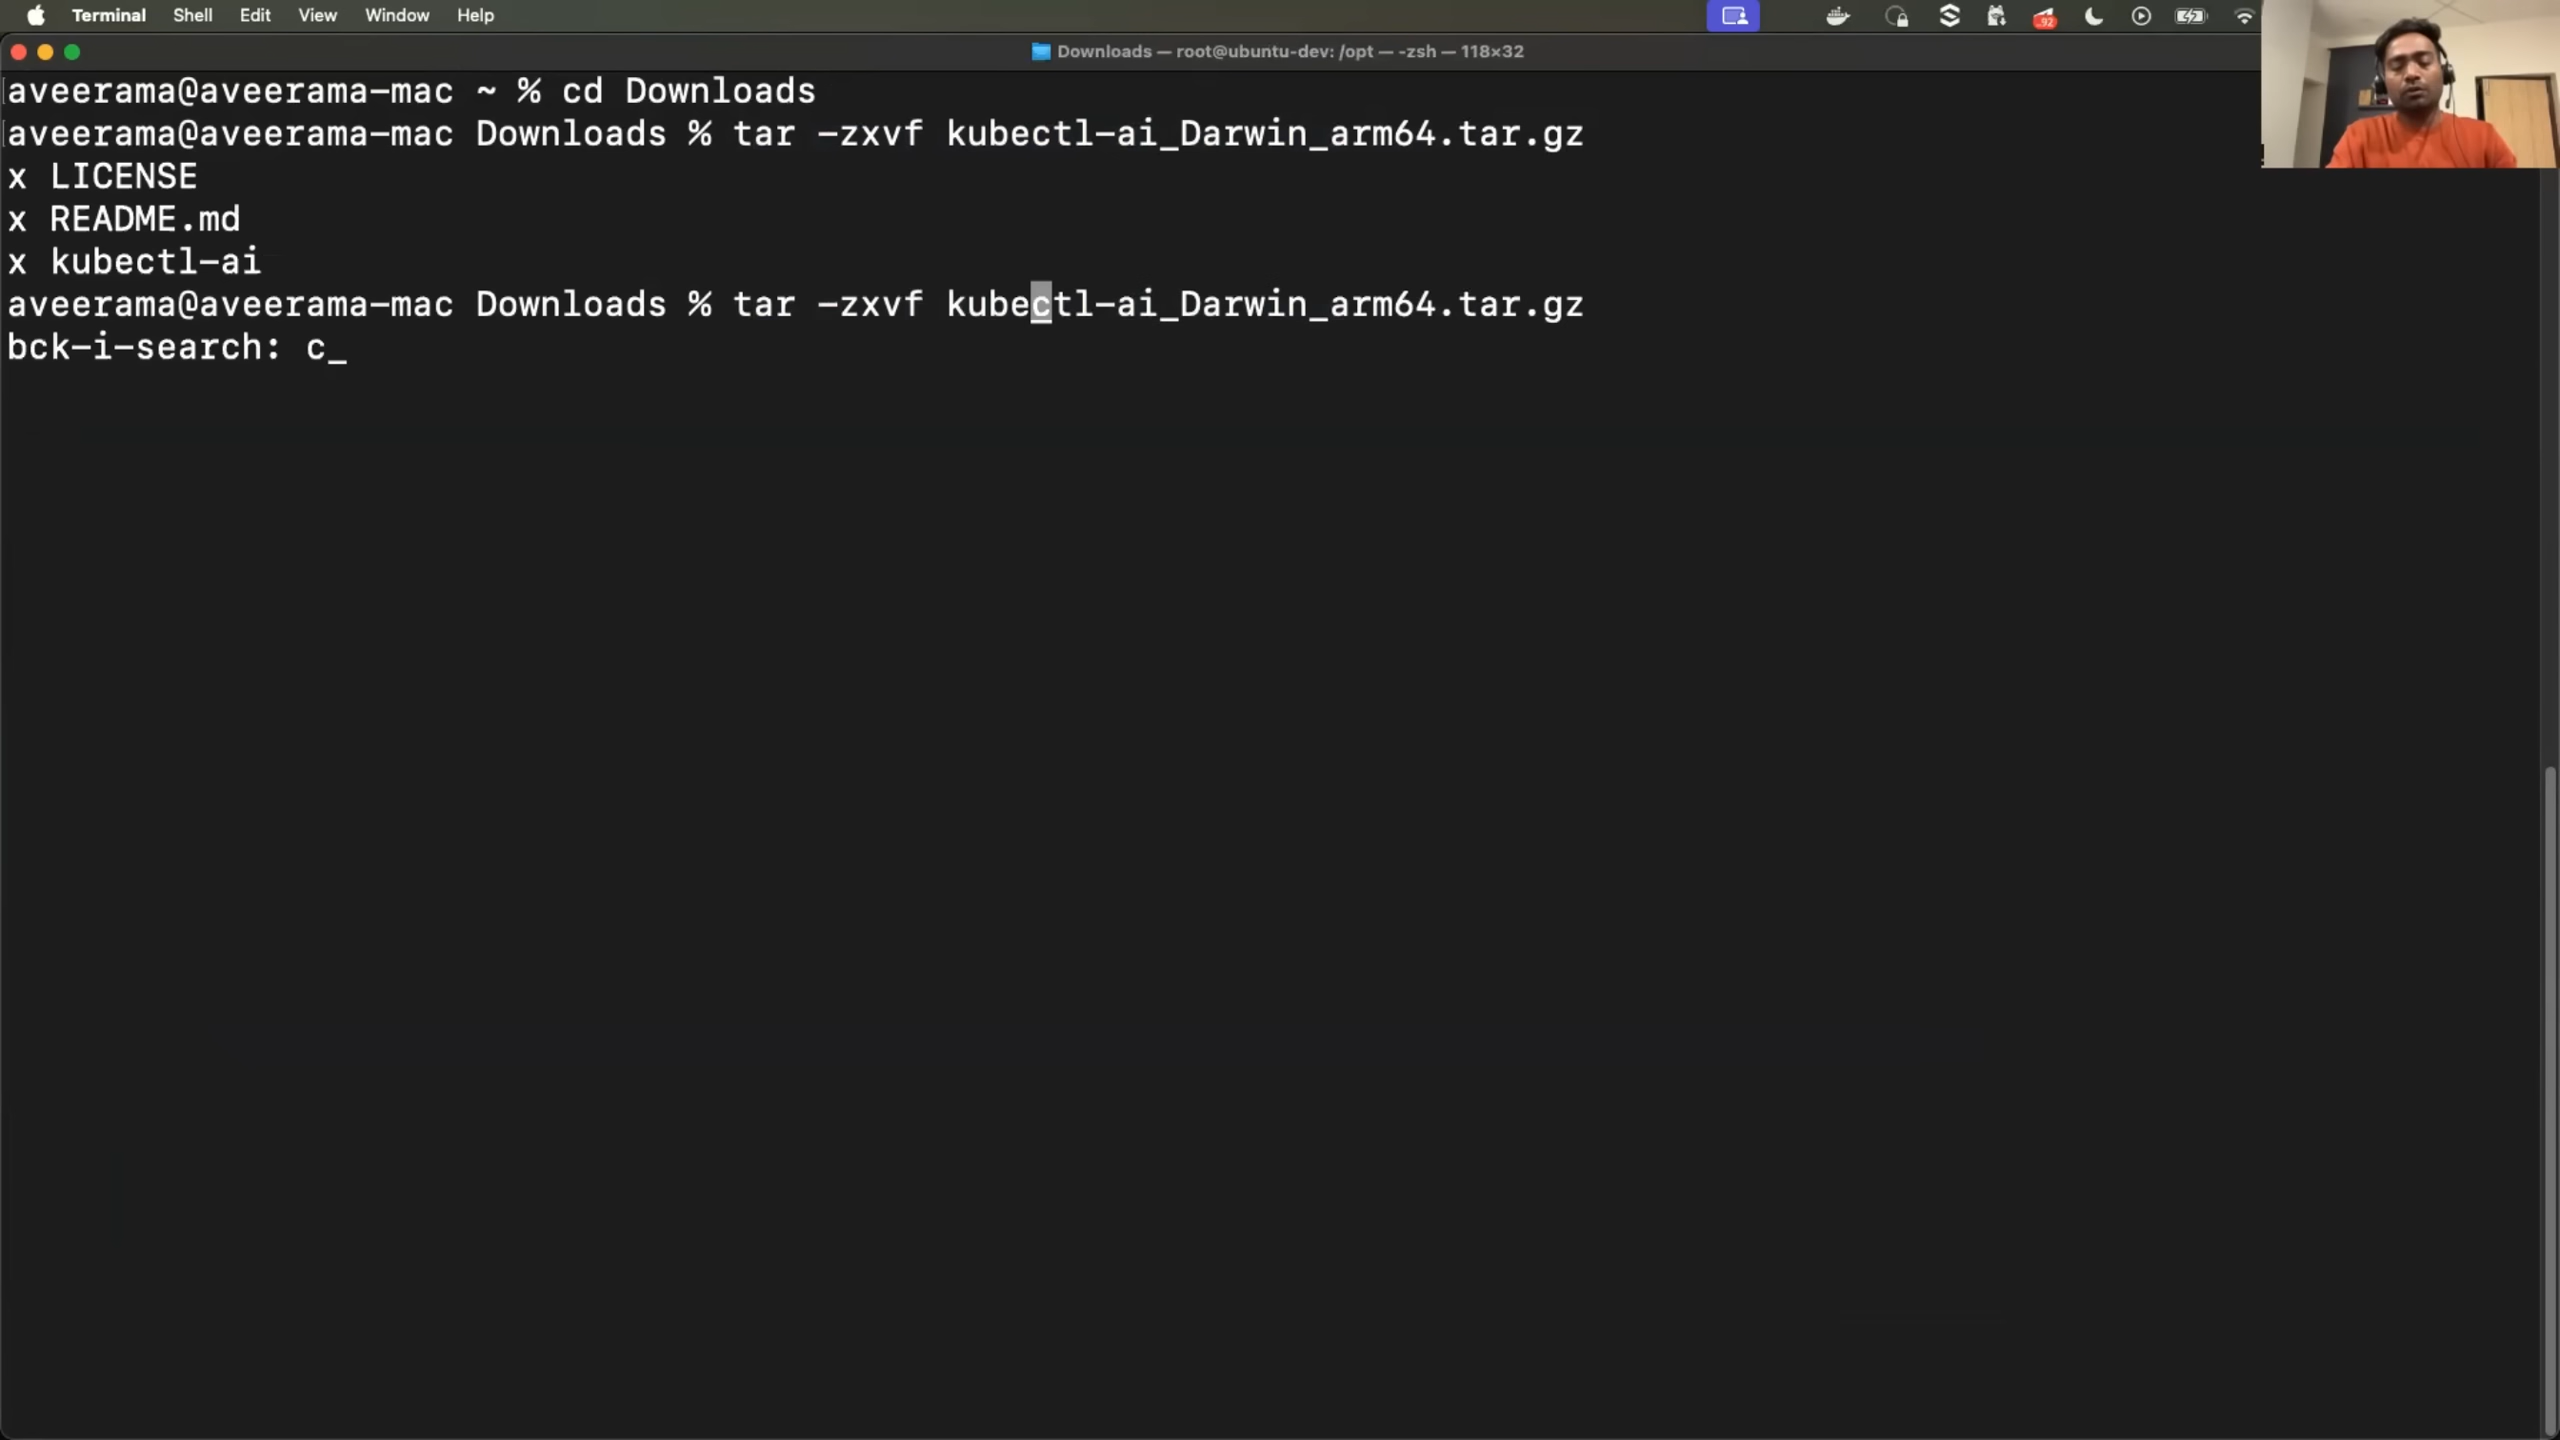 Terminal Shell Edit View Window Help
92
Downloads — root@ubuntu-dev: /opt — -zsh — 118×32
aveerama@aveerama-mac ~ % cd Downloads
aveerama@aveerama-mac Downloads % tar -zxvf kubectl-ai_Darwin_arm64.tar.gz
x LICENSE
x README.md
x kubectl-ai
aveerama@aveerama-mac Downloads % tar -zxvf kubectl-ai_Darwin_arm64.tar.gz
bck-i-search: c_